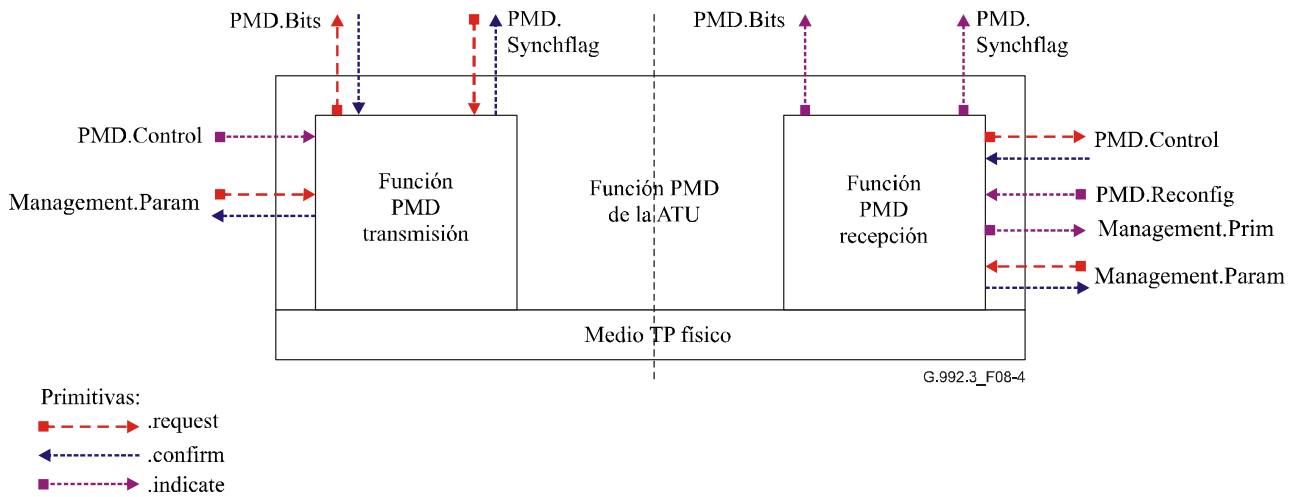 PMD.Bits
PMD.
Synchflag
PMD.Bits
PMD.
Synchflag
PMD.Control
Management.Param
Función
PMD
transmisión
Función PMD
de la ATU
Función
PMD
recepción
PMD.Control
PMD.Reconfig
Management.Prim
Management.Param
Medio TP físico
G.992.3_F08-4
Primitivas:
.request
.confirm
.indicate